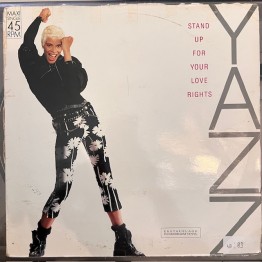 MAXI
SINGLE
45
RPM
STAND
UP
FOR
YOUR
LOVE
RIGHTS
YAZZ